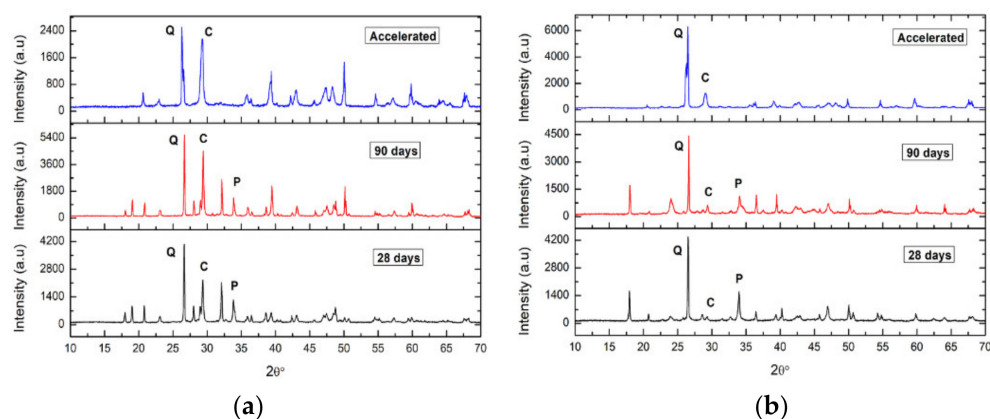 Accelerated
Q
C
2400
1600
800
0
Intensity (a.u)
90 days
Q
C
P
5400
3600
1800
0
Intensity (a.u)
28 days
Q
C
P
4200
2800
1400
0
Intensity (a.u)
10 15 20 25 30 35 40 45 50 55 60 65 70
2θ°
(a)
Accelerated
Q
C
6000
4000
2000
0
Intensity (a.u)
90 days
Q
C
P
4500
3000
1500
0
Intensity (a.u)
28 days
Q
C
P
4200
2800
1400
0
Intensity (a.u)
10 15 20 25 30 35 40 45 50 55 60 65 70
2θ°
(b)